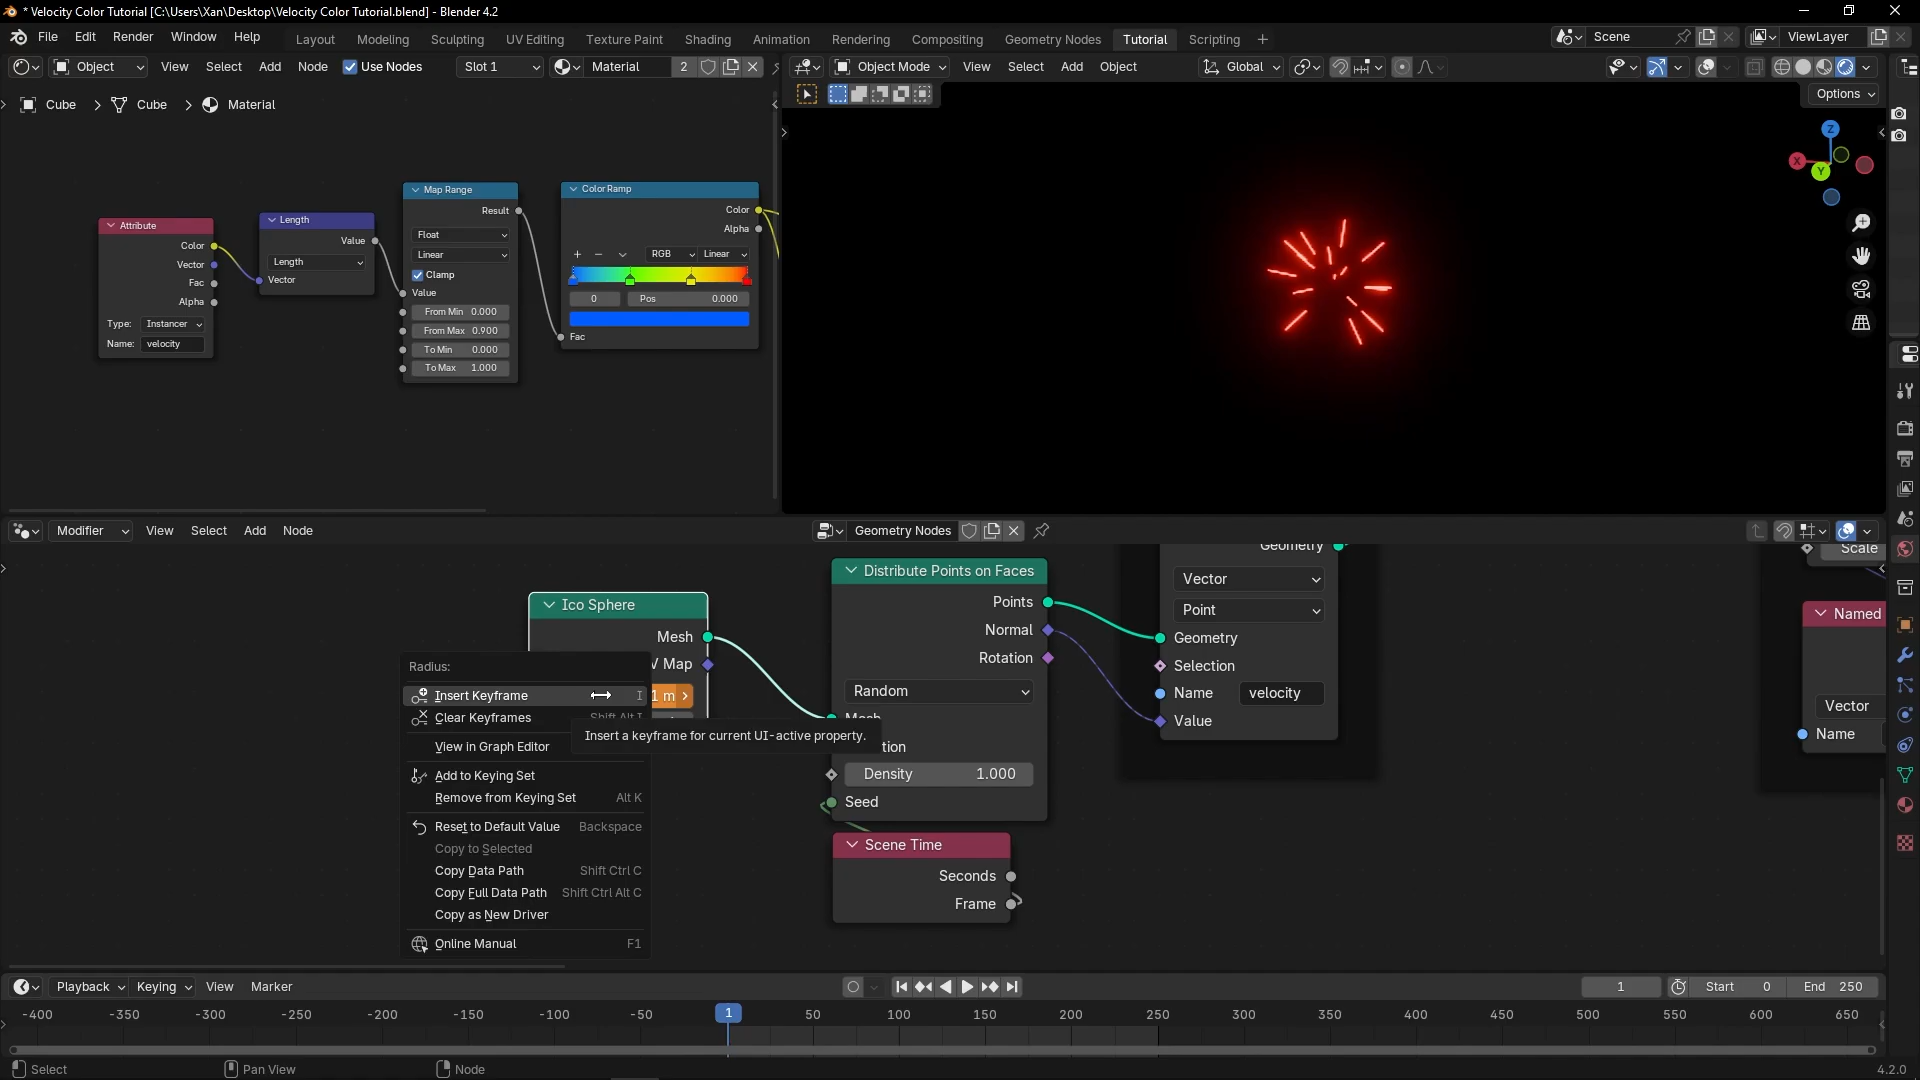 * Velocity Color Tutorial [C:\Users\Xan\Desktop\Velocity Color Tutorial.blend] - Blender 4.2
File Edit Render Window Help
Layout Modeling Sculpting UV Editing Texture Paint Shading Animation Rendering Compositing Geometry Nodes Tutorial Scripting
Scene
ViewLayer
Object View Select Add Node Use Nodes Slot 1 Material 2
Object Mode View Select Add Object Global
Options
Cube Cube Material
Attribute
Color
Vector
Fac
Alpha
Type: Instancer
Name: velocity
Length
Value
Length
Vector
Map Range
Result
Float
Linear
Clamp
Value
From Min 0.000
From Max 0.900
To Min 0.000
To Max 1.000
Color Ramp
Color
Alpha
RGB Linear
0 Pos 0.000
Fac
Z
X
Y
Modifier View Select Add Node
Geometry Nodes
Ico Sphere
Mesh
V Map
1 m
Radius:
Insert Keyframe I
Clear Keyframes Shift Alt I
Insert a keyframe for current UI-active property.
View in Graph Editor
Add to Keying Set
Remove from Keying Set Alt K
Reset to Default Value Backspace
Copy to Selected
Copy Data Path Shift Ctrl C
Copy Full Data Path Shift Ctrl Alt C
Copy as New Driver
Online Manual F1
Distribute Points on Faces
Points
Normal
Rotation
Random
Mesh
tion
Density 1.000
Seed
Scene Time
Seconds
Frame
Geometry
Vector
Point
Geometry
Selection
Name velocity
Value
Scale
Named
Vector
Name
Playback Keying View Marker
1 Start 0 End 250
-400 -350 -300 -250 -200 -150 -100 -50 1 50 100 150 200 250 300 350 400 450 500 550 600 650
Select Pan View Node 4.2.0